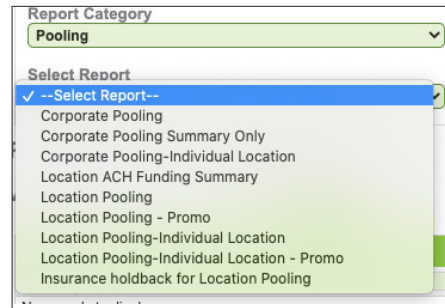 Report Category
Pooling
Select Report
✓ --Select Report--
Corporate Pooling
Corporate Pooling Summary Only
Corporate Pooling-Individual Location
Location ACH Funding Summary
Location Pooling
Location Pooling - Promo
Location Pooling-Individual Location
Location Pooling-Individual Location - Promo
Insurance holdback for Location Pooling